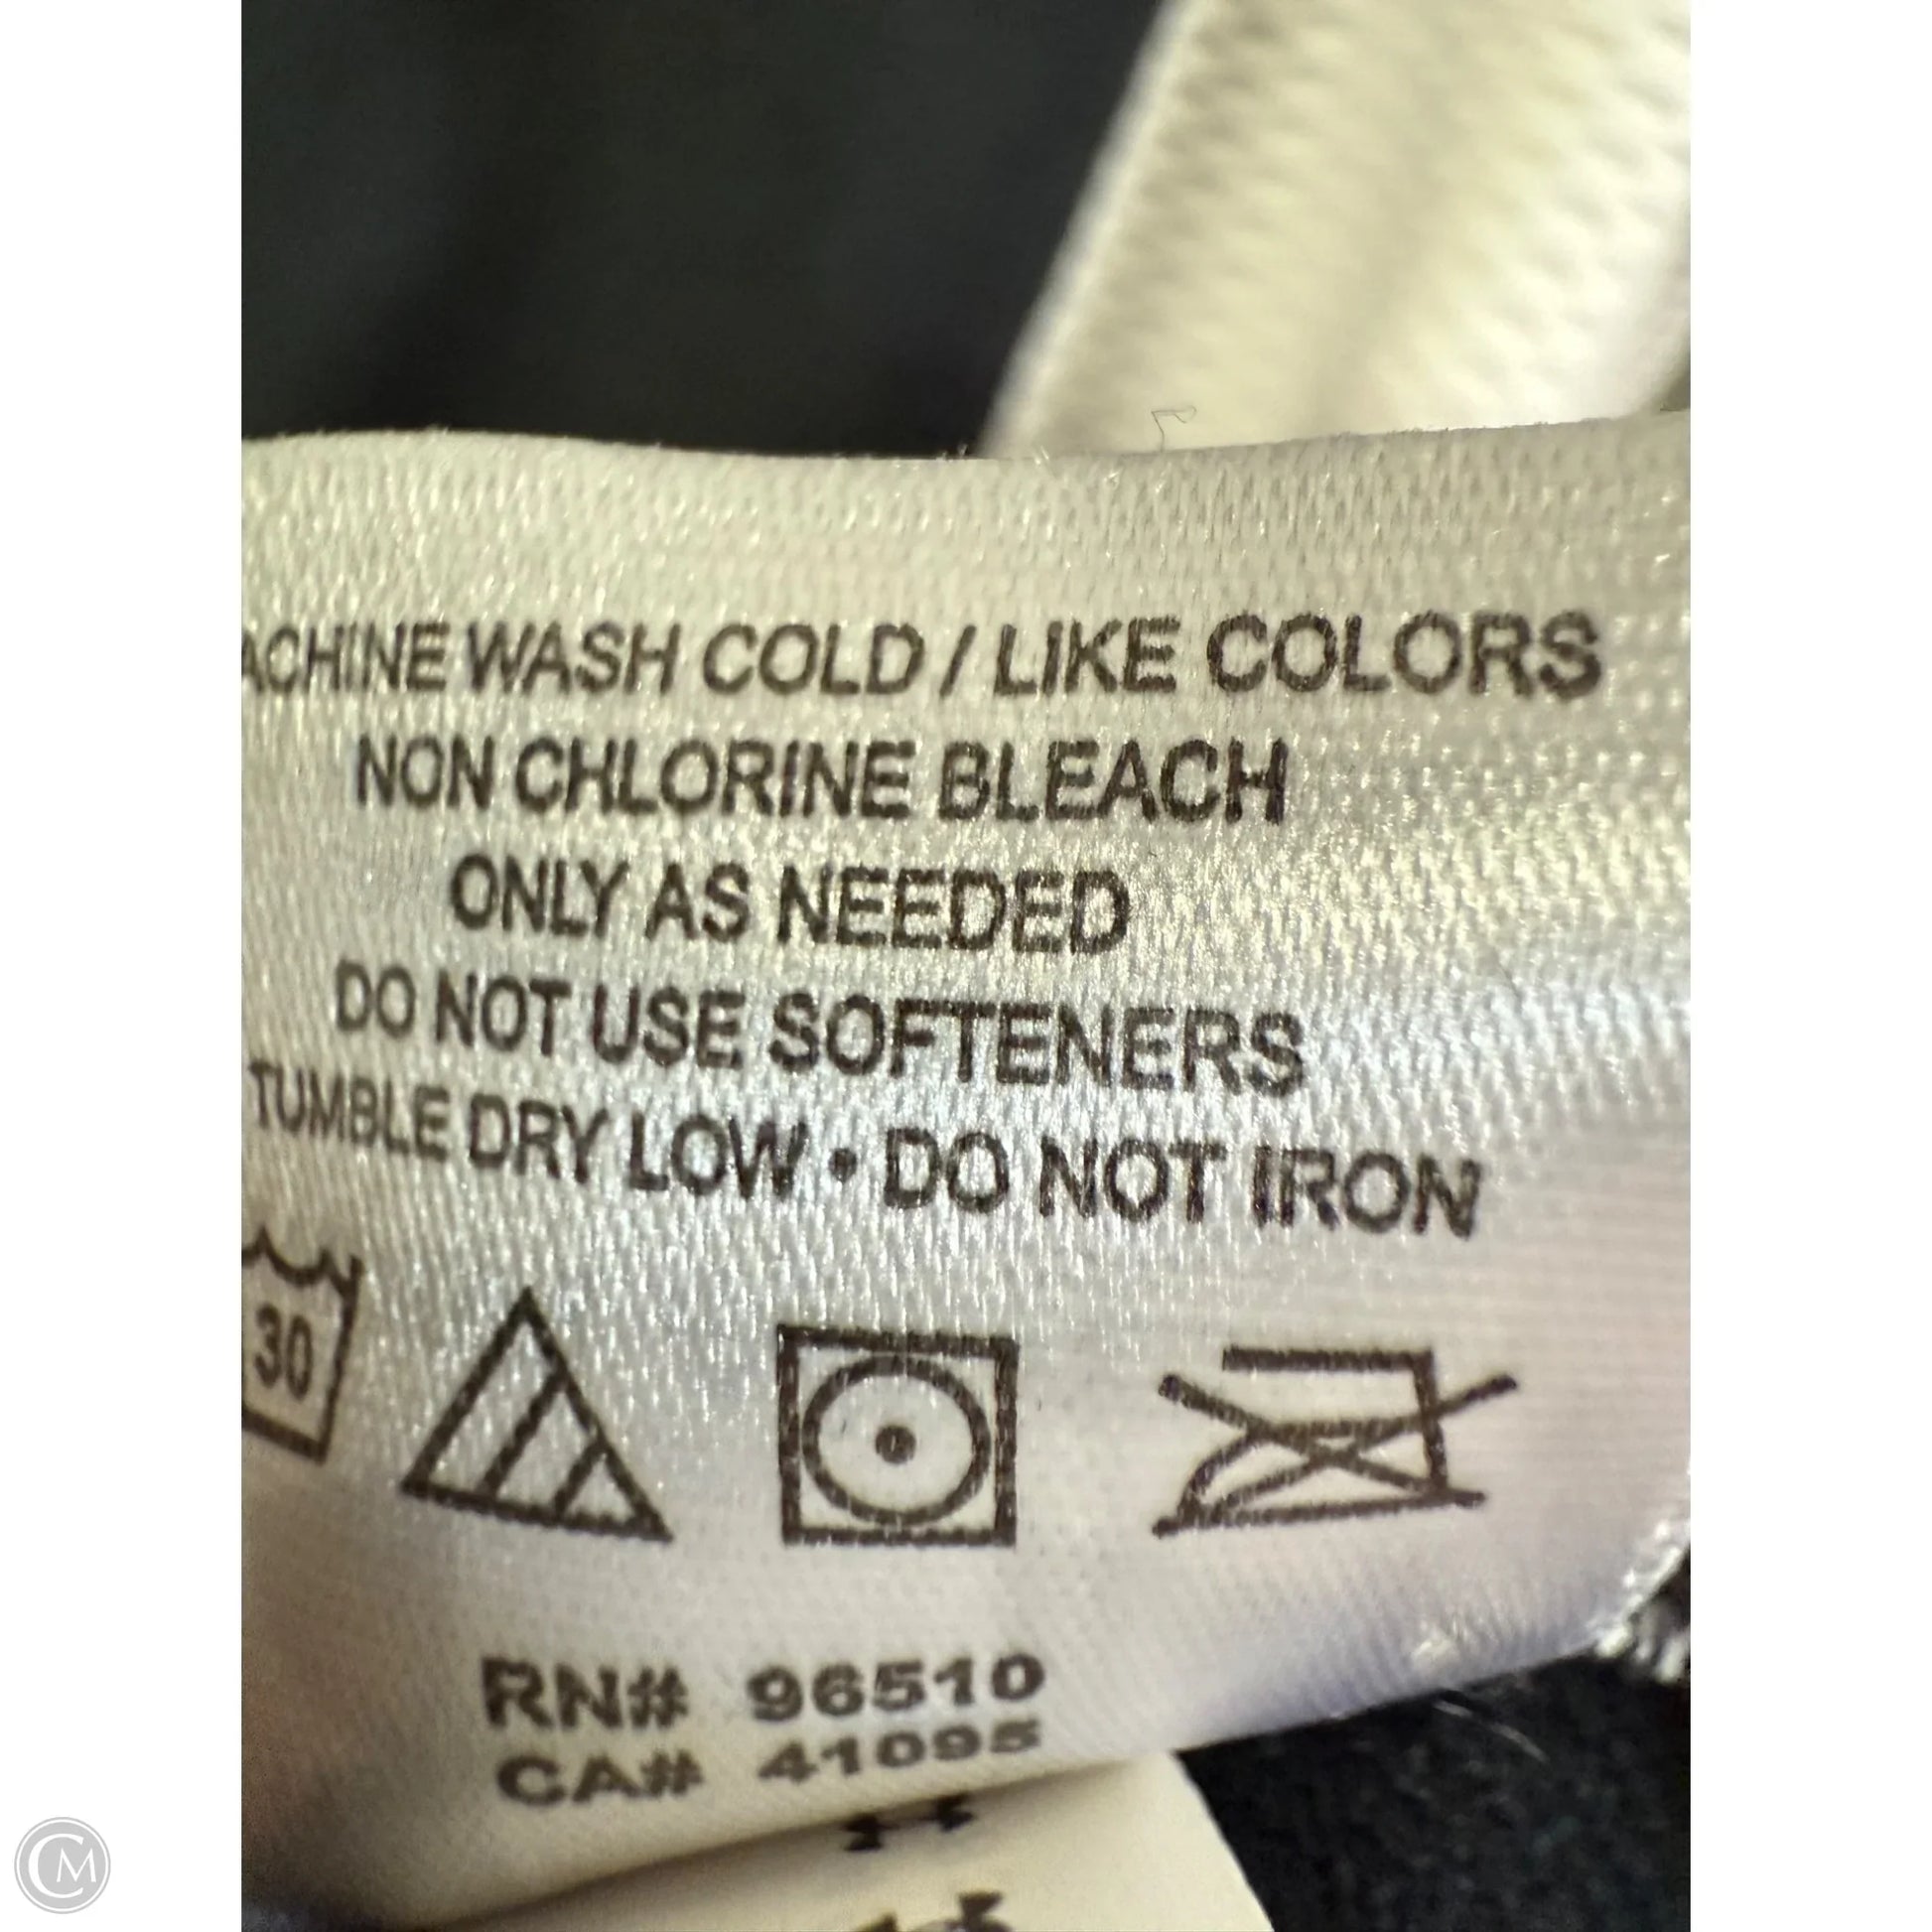 ACHINE WASH COLD / LIKE COLORS
NON CHLORINE BLEACH
ONLY AS NEEDED
DO NOT USE SOFTENERS
TUMBLE DRY LOW • DO NOT IRON
30
RN# 96510
CA# 41095
CM